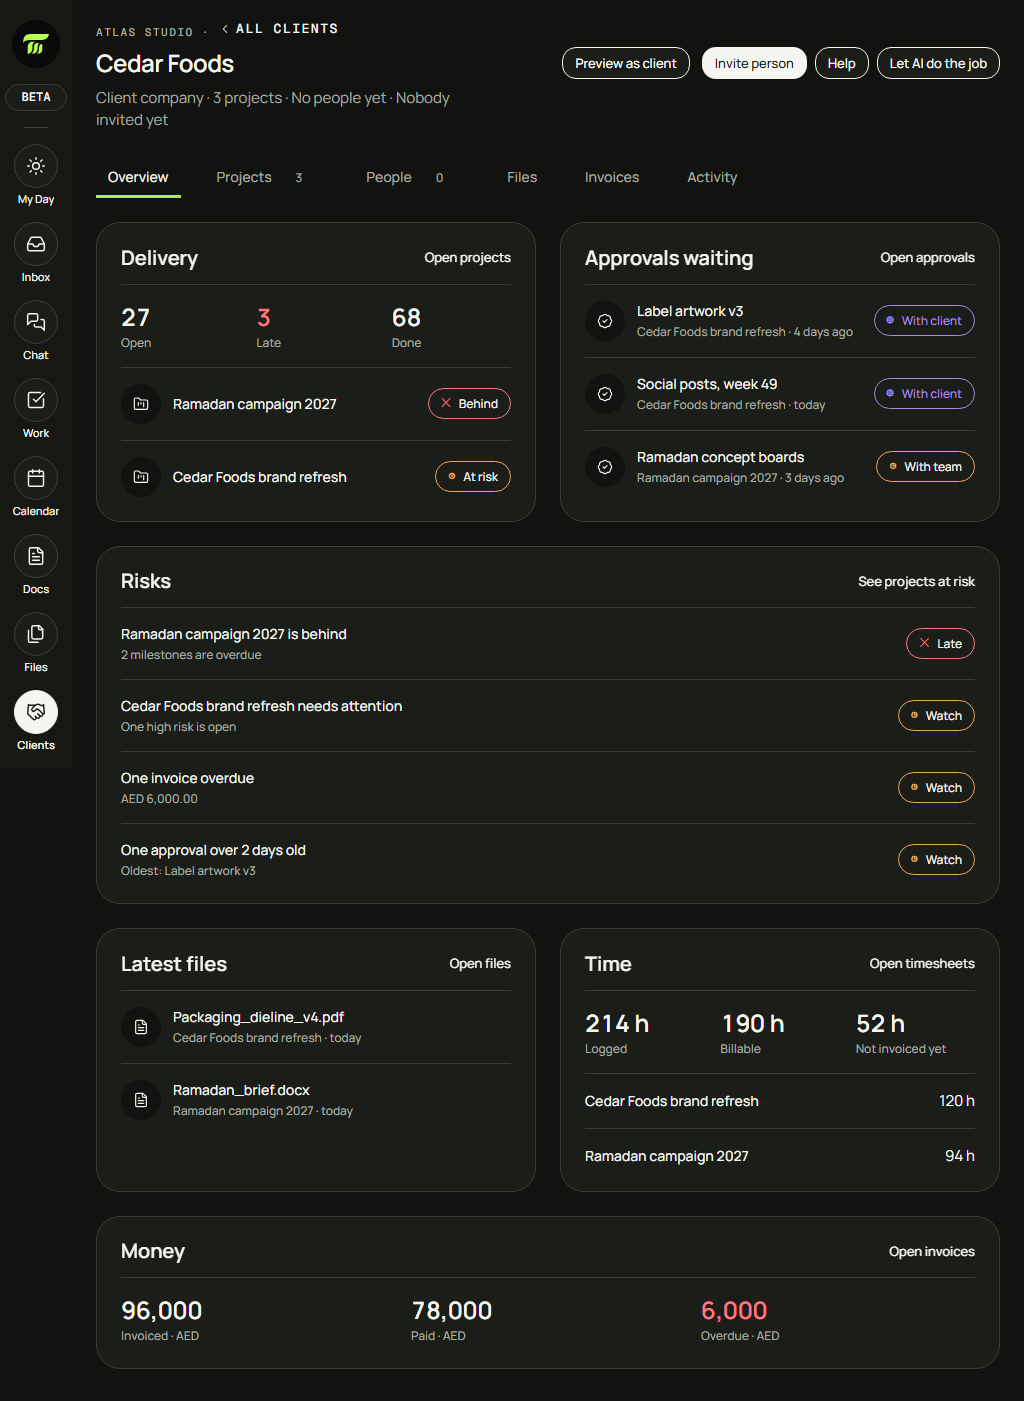 ATLAS STUDIO · < ALL CLIENTS
Cedar Foods
Client company · 3 projects · No people yet · Nobody
invited yet
Preview as client
Invite person
Help
Let AI do the job
BETA
My Day
Inbox
Chat
Work
Calendar
Docs
Files
Clients
Overview
Projects 3
People 0
Files
Invoices
Activity
Delivery
Open projects
27
Open
3
Late
68
Done
Ramadan campaign 2027
Behind
Cedar Foods brand refresh
At risk
Approvals waiting
Open approvals
Label artwork v3
Cedar Foods brand refresh · 4 days ago
With client
Social posts, week 49
Cedar Foods brand refresh · today
With client
Ramadan concept boards
Ramadan campaign 2027 · 3 days ago
With team
Risks
See projects at risk
Ramadan campaign 2027 is behind
2 milestones are overdue
Late
Cedar Foods brand refresh needs attention
One high risk is open
Watch
One invoice overdue
AED 6,000.00
Watch
One approval over 2 days old
Oldest: Label artwork v3
Watch
Latest files
Open files
Packaging_dieline_v4.pdf
Cedar Foods brand refresh · today
Ramadan_brief.docx
Ramadan campaign 2027 · today
Time
Open timesheets
214 h
Logged
190 h
Billable
52 h
Not invoiced yet
Cedar Foods brand refresh
120 h
Ramadan campaign 2027
94 h
Money
Open invoices
96,000
Invoiced · AED
78,000
Paid · AED
6,000
Overdue · AED